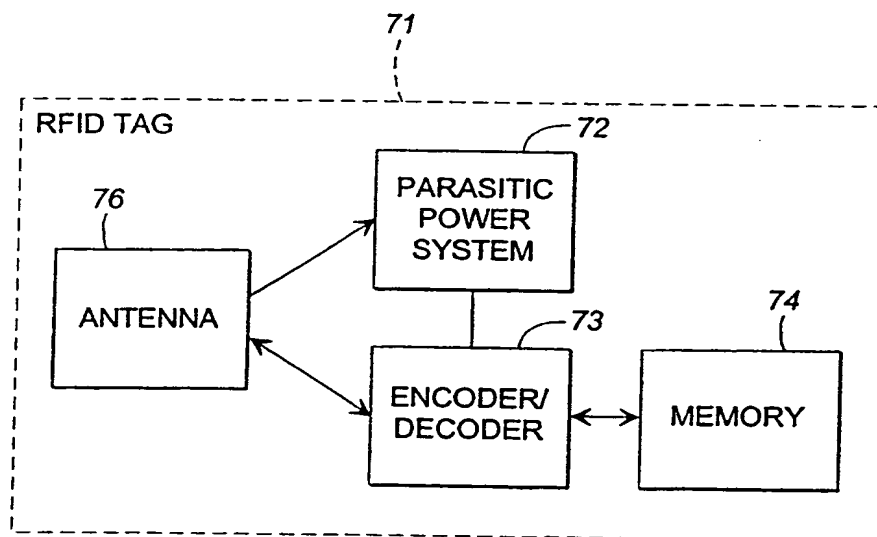 71
RFID TAG
72
PARASITIC
POWER
SYSTEM
76
ANTENNA
73
ENCODER/
DECODER
74
MEMORY